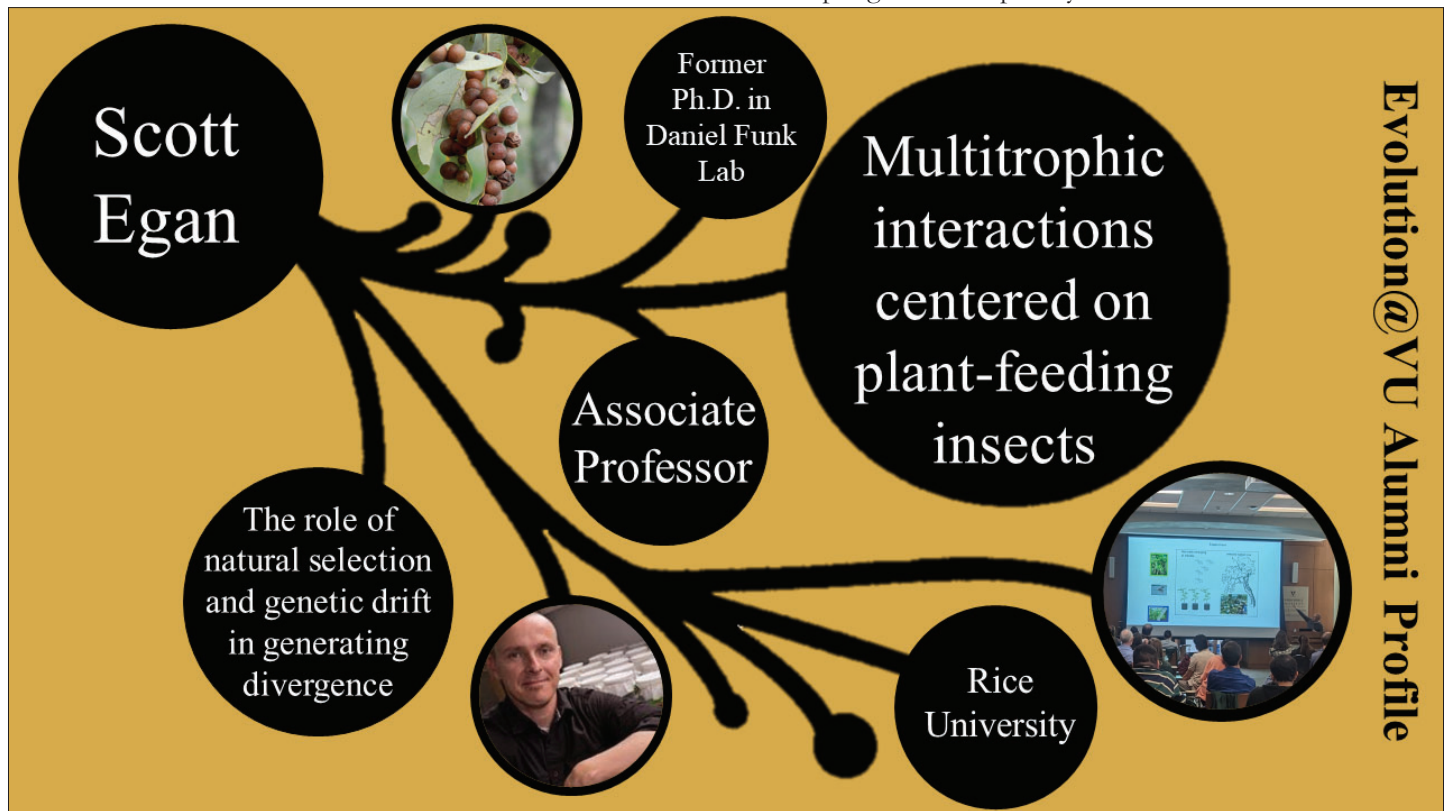 Scott
Egan
Former
Ph.D. in
Daniel Funk
Lab
Multitrophic
interactions
centered on
plant-feeding
insects
Associate
Professor
The role of
natural selection
and genetic drift
in generating
divergence
Rice
University
Evolution@VU Alumni Profile